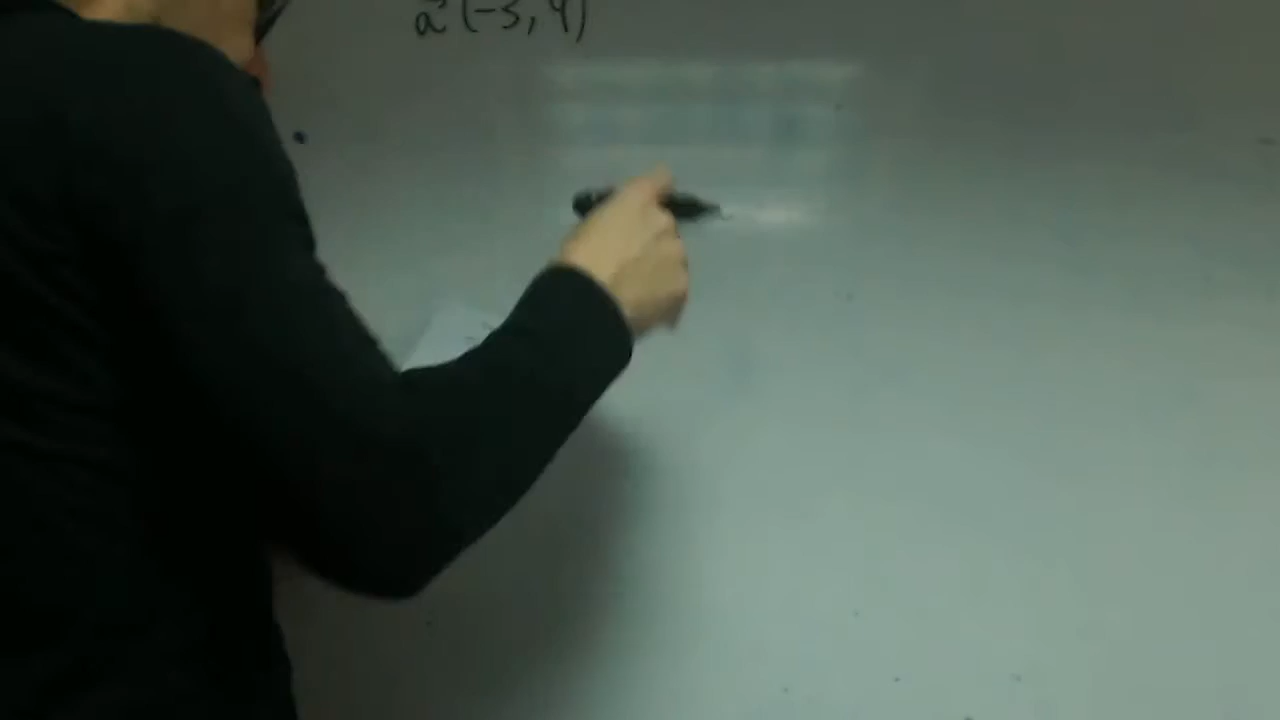 a⃗ (-3, 4)